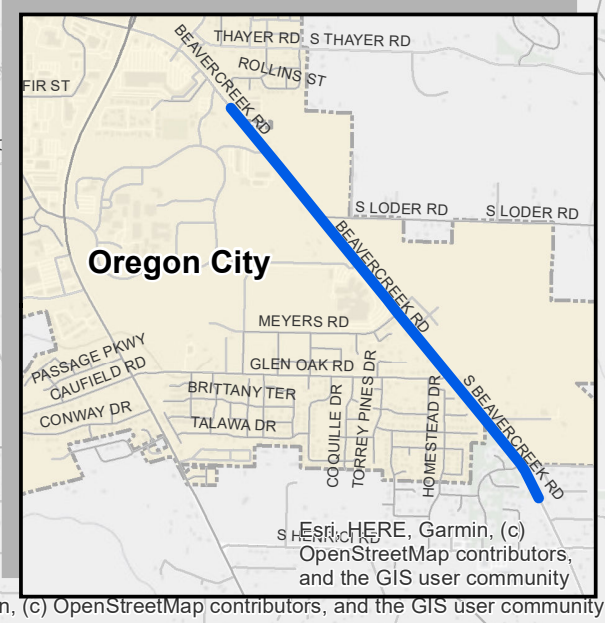 THAYER RD
S THAYER RD
BEAVERCREEK RD
ROLLINS ST
FIR ST
S LODER RD
S LODER RD
BEAVERCREEK RD
Oregon City
MEYERS RD
PASSAGE PKWY
GLEN OAK RD
CAUFIELD RD
BRITTANY TER
S BEAVERCREEK RD
CONWAY DR
TALAWA DR
COQUILLE DR
TORREY PINES DR
HOMESTEAD DR
Esri, HERE, Garmin, (c)
OpenStreetMap contributors,
and the GIS user community
n, (c) OpenStreetMap contributors, and the GIS user community